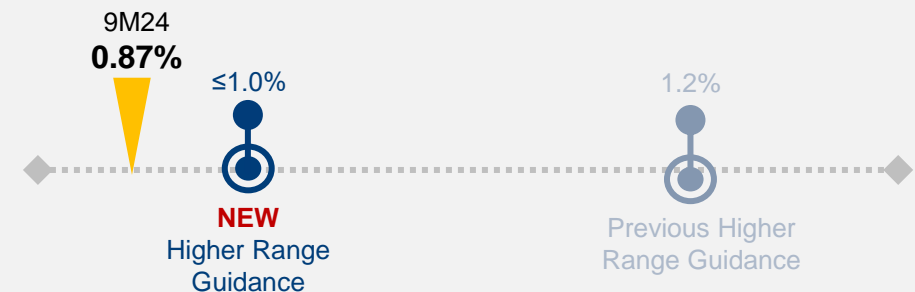 9M24
0.87%
≤1.0%
1.2%
NEW
Higher Range
Guidance
Previous Higher
Range Guidance